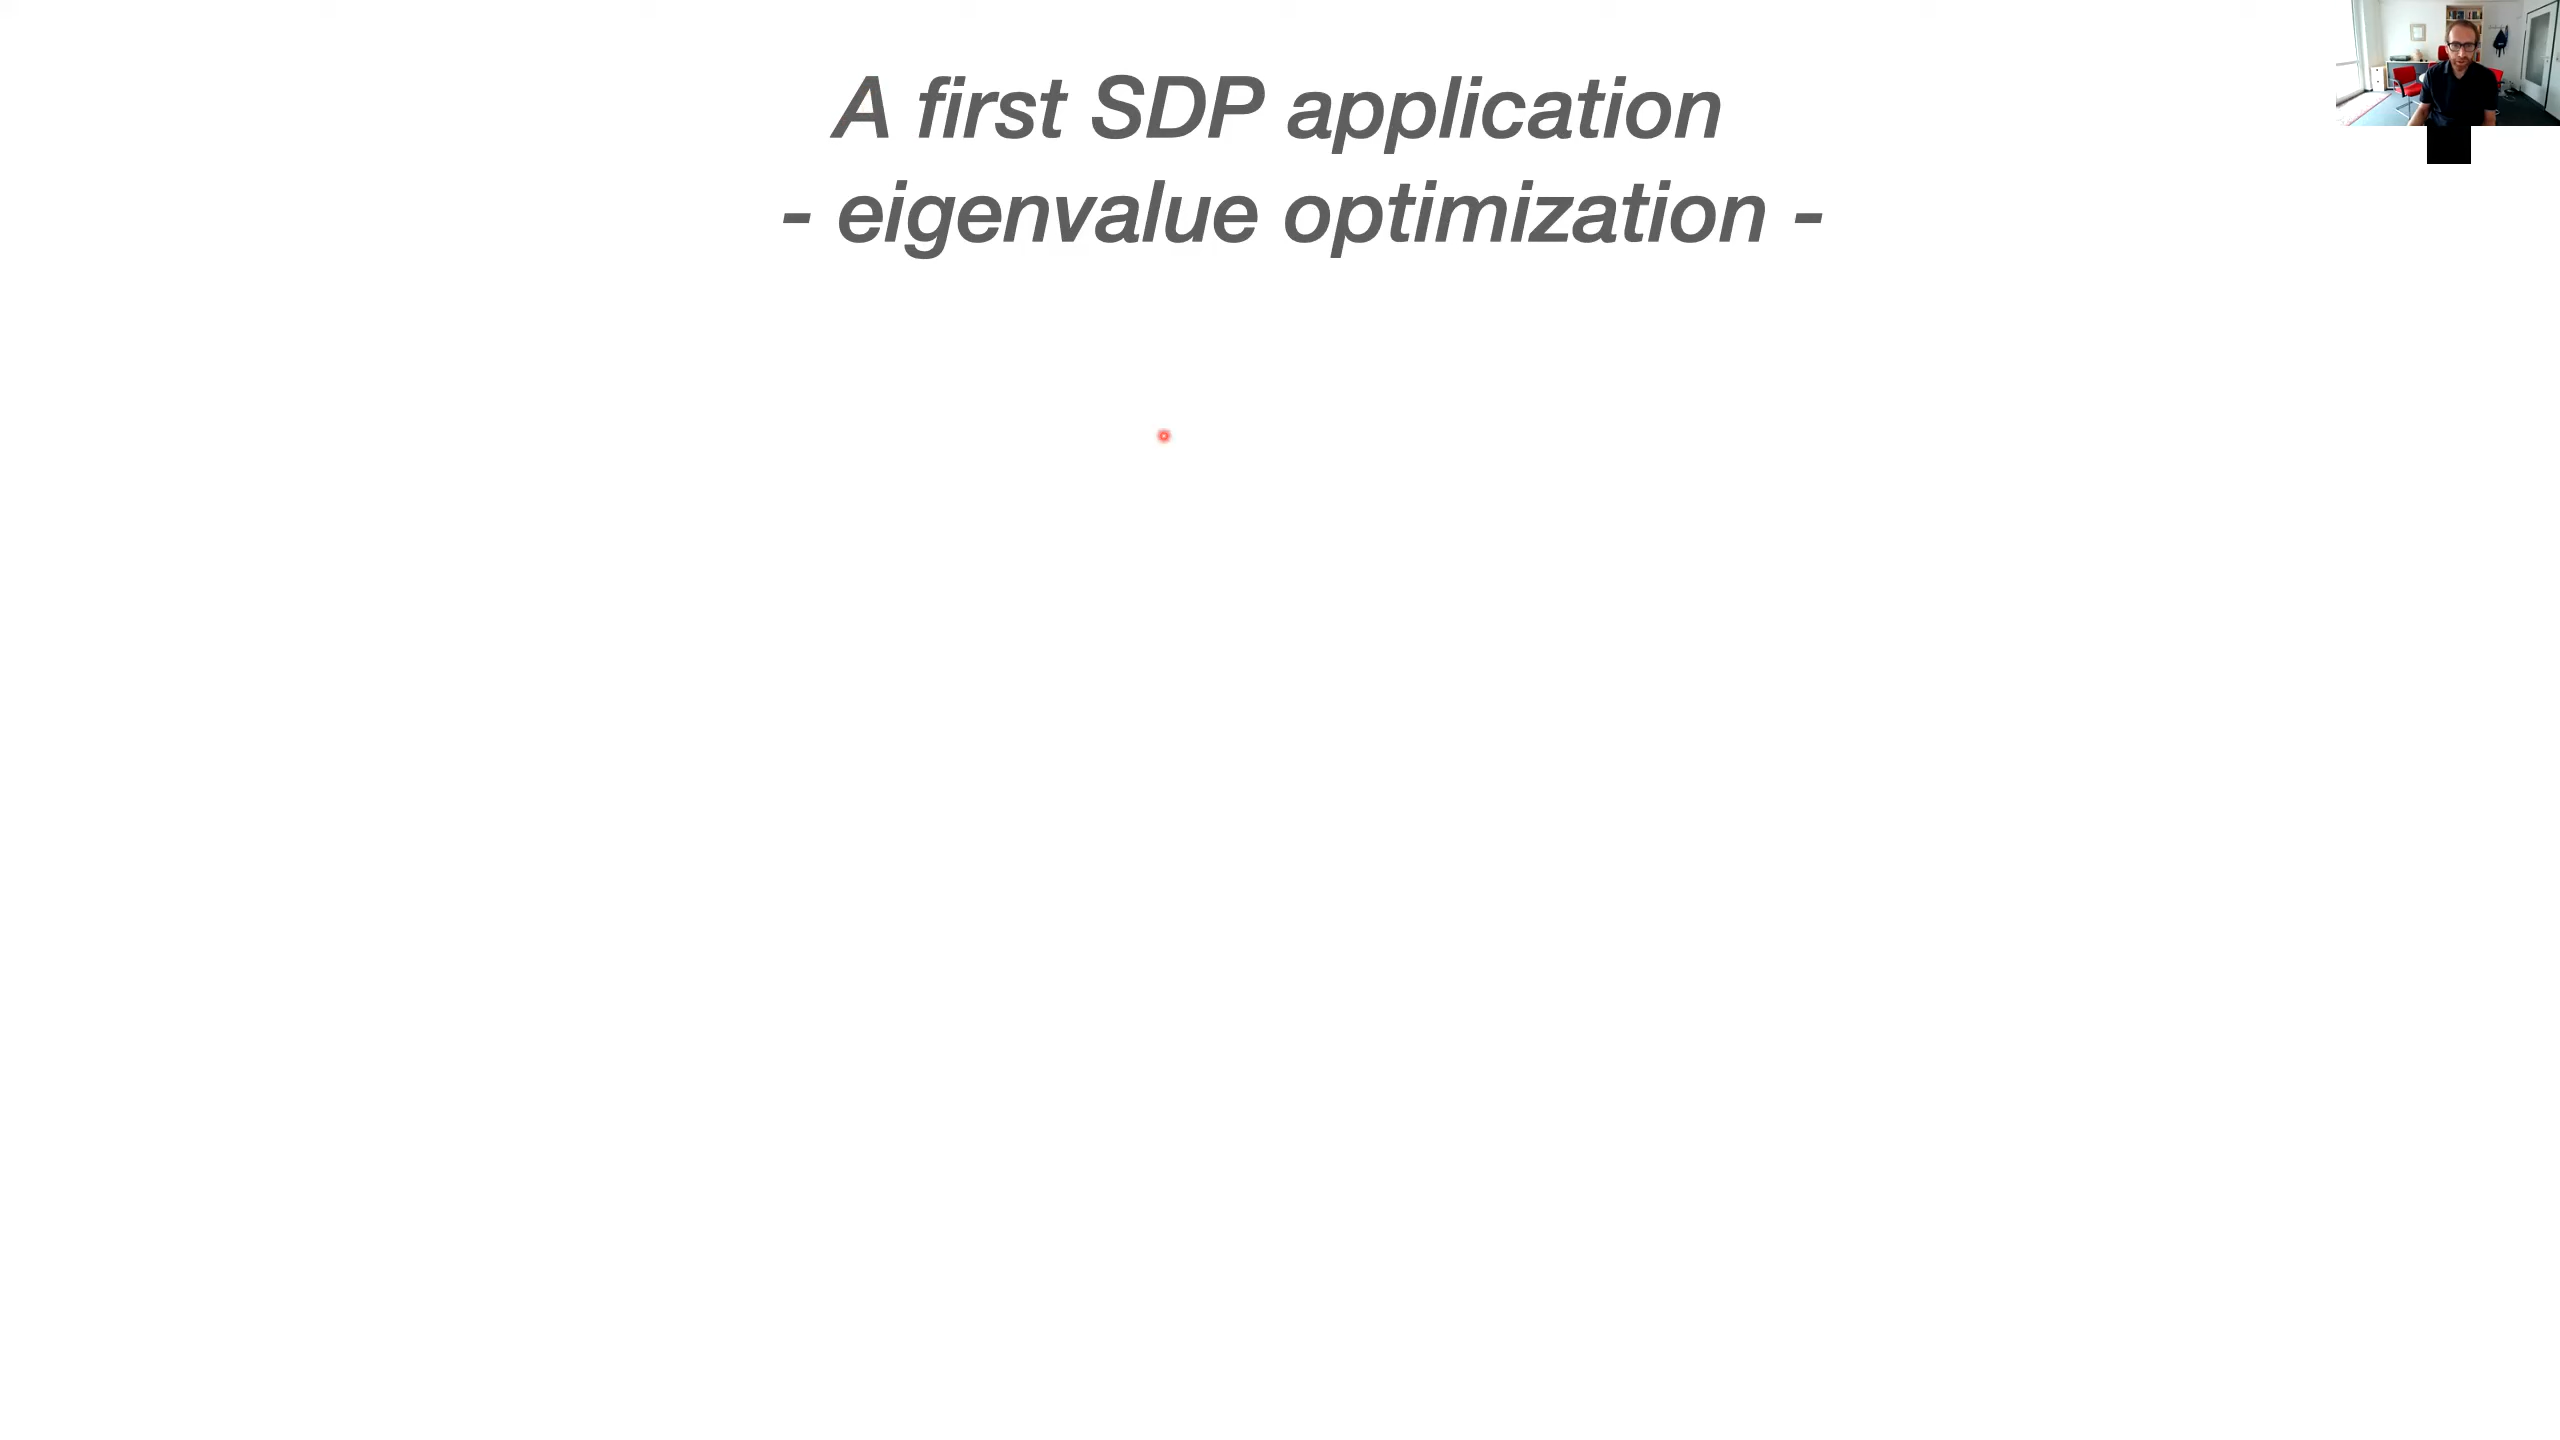 A first SDP application
- eigenvalue optimization -